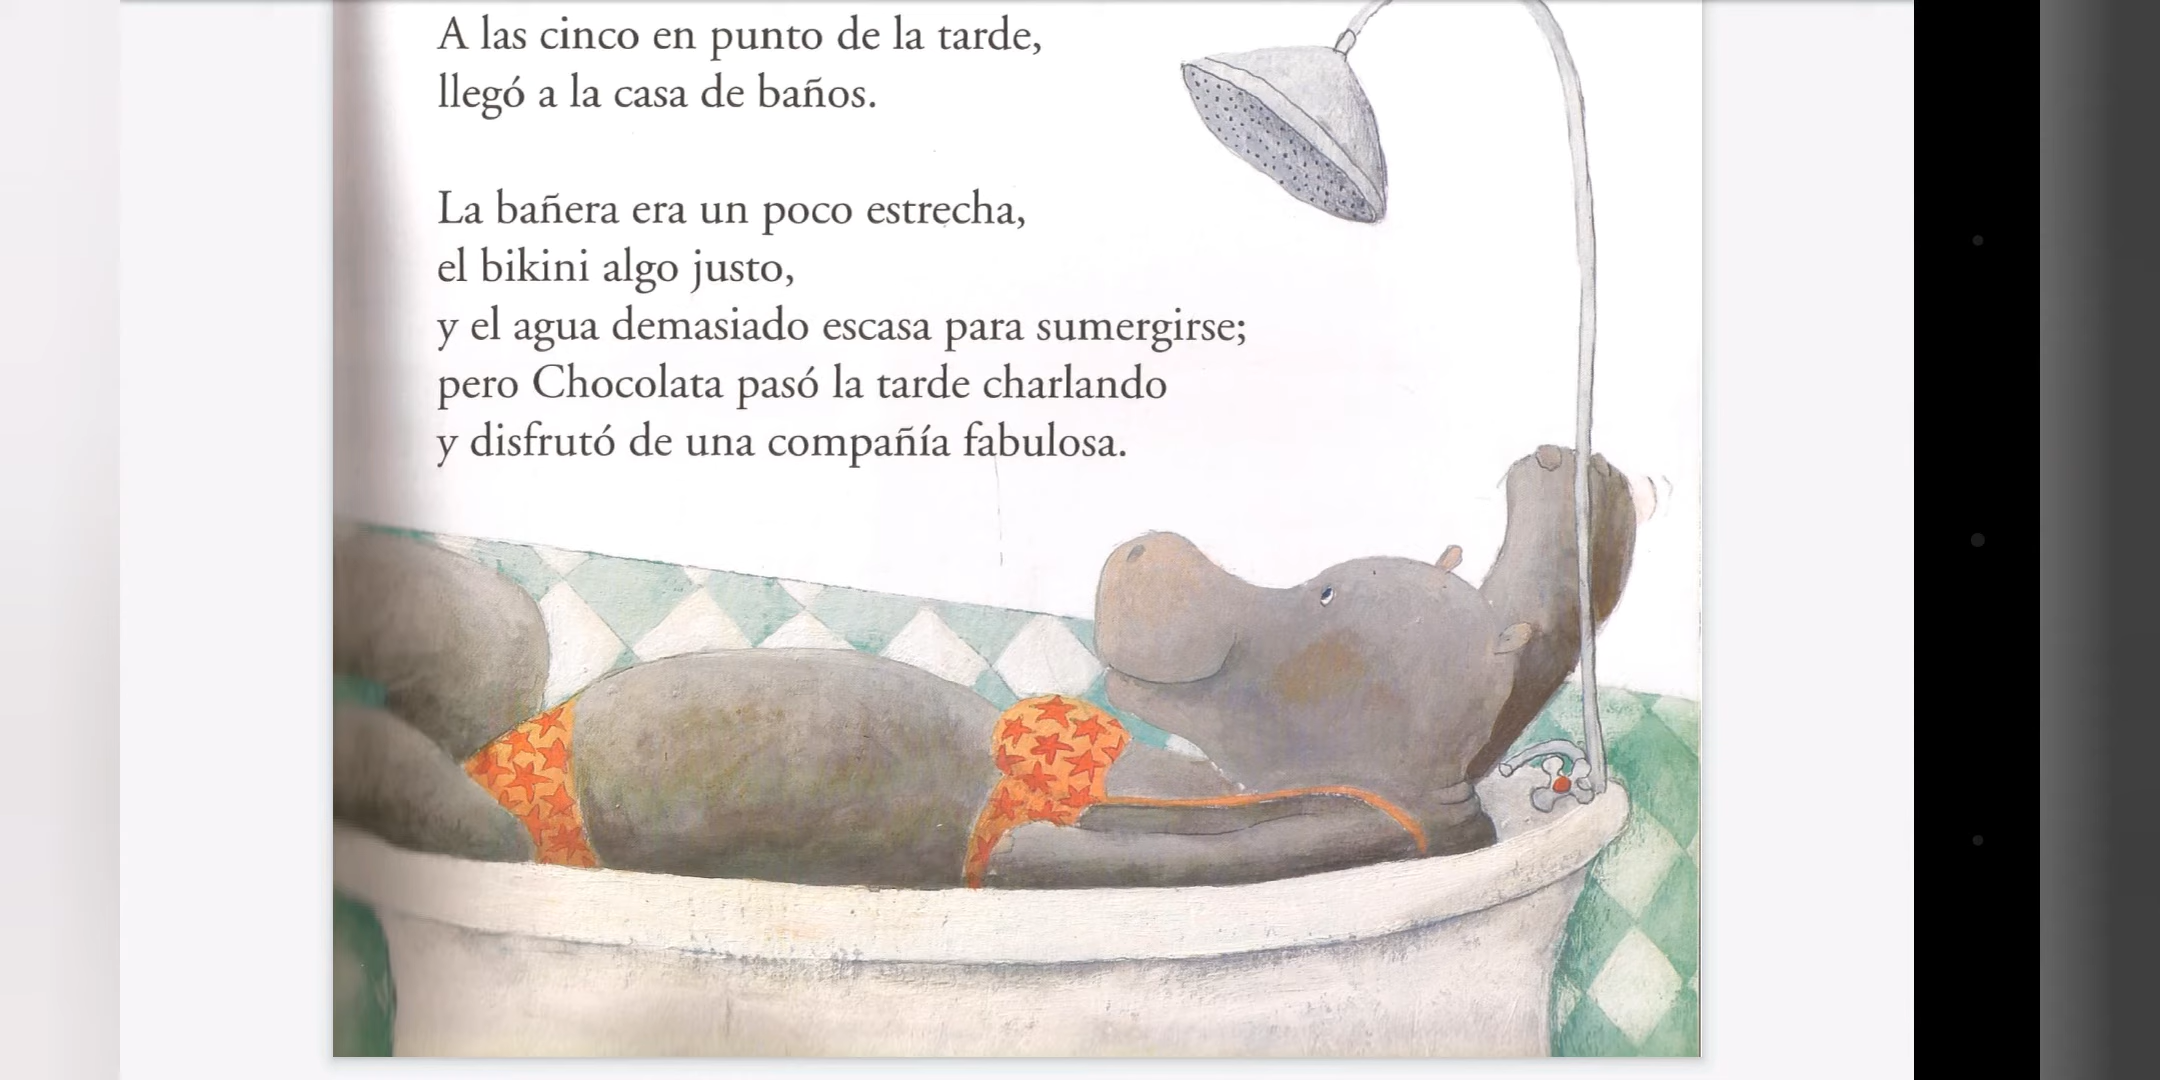 A las cinco en punto de la tarde,
llegó a la casa de baños.
La bañera era un poco estrecha,
el bikini algo justo,
y el agua demasiado escasa para sumergirse;
pero Chocolata pasó la tarde charlando
y disfrutó de una compañía fabulosa.